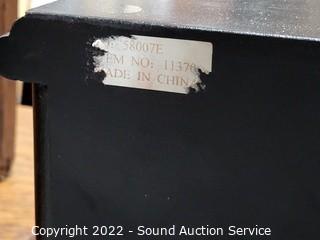 : 58007E
EM NO: 11370
ADE IN CHINA
Copyright 2022 - Sound Auction Service